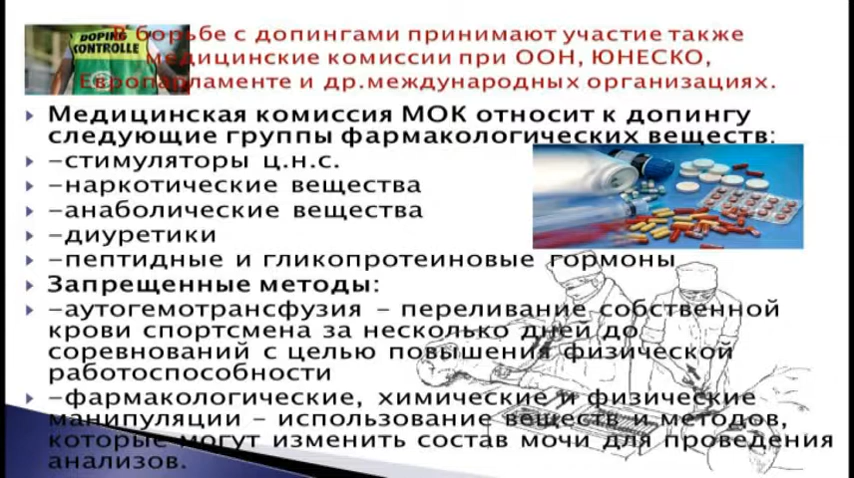 DOPING
CONTROLLE
В борьбе с допингами принимают участие также
медицинские комиссии при ООН, ЮНЕСКО,
Европарламенте и др.международных организациях.
Медицинская комиссия МОК относит к допингу
следующие группы фармакологических веществ:
–стимуляторы ц.н.с.
–наркотические вещества
–анаболические вещества
–диуретики
–пептидные и гликопротеиновые гормоны
Запрещенные методы:
–аутогемотрансфузия – переливание собственной
крови спортсмена за несколько дней до
соревнований с целью повышения физической
работоспособности
–фармакологические, химические и физические
манипуляции – использование веществ и методов,
которые могут изменить состав мочи для проведения
анализов.